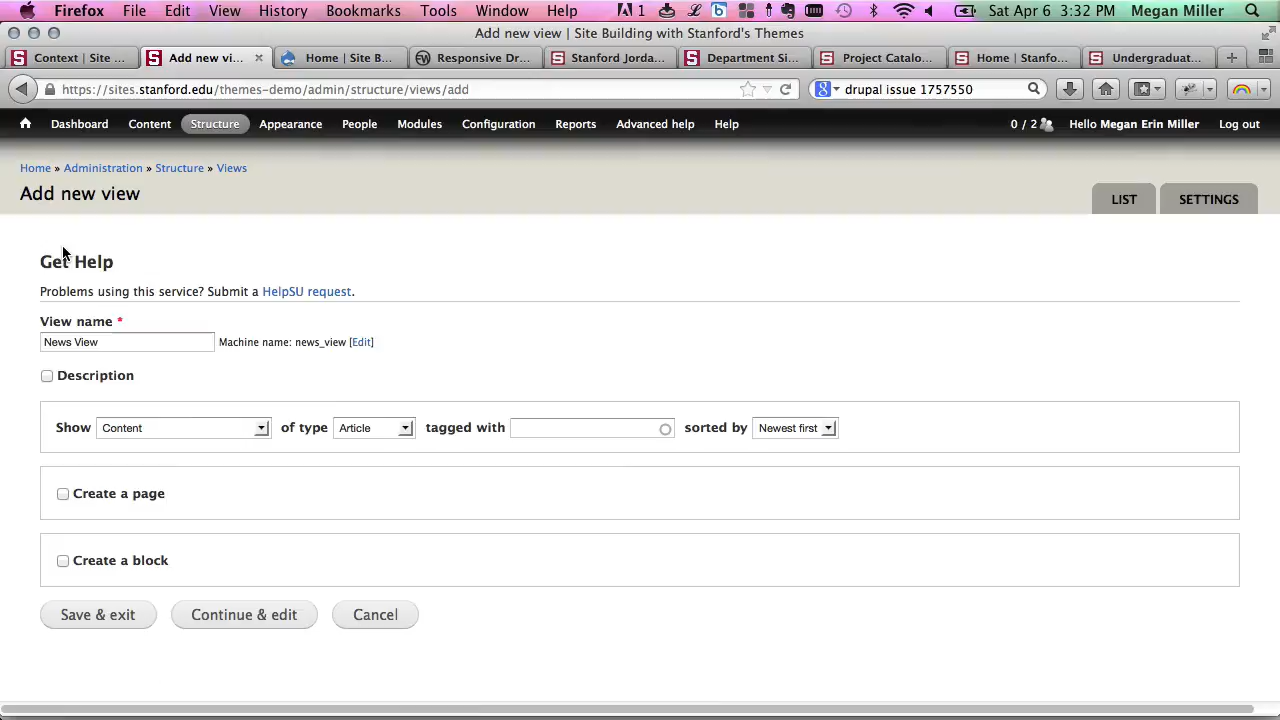 Firefox File Edit View History Bookmarks Tools Window Help 1 Sat Apr 6 3:32 PM Megan Miller
Add new view | Site Building with Stanford's Themes
Context | Site ... Add new vi... Home | Site B... Responsive Dr... Stanford Jorda... Department Si... Project Catalo... Home | Stanfo... Undergraduat...
https://sites.stanford.edu/themes-demo/admin/structure/views/add drupal issue 1757550
Dashboard Content Structure Appearance People Modules Configuration Reports Advanced help Help 0 / 2 Hello Megan Erin Miller Log out
Home » Administration » Structure » Views
Add new view LIST SETTINGS
Get Help
Problems using this service? Submit a HelpSU request.
View name *
News View Machine name: news_view [Edit]
Description
Show Content of type Article tagged with sorted by Newest first
Create a page
Create a block
Save & exit Continue & edit Cancel